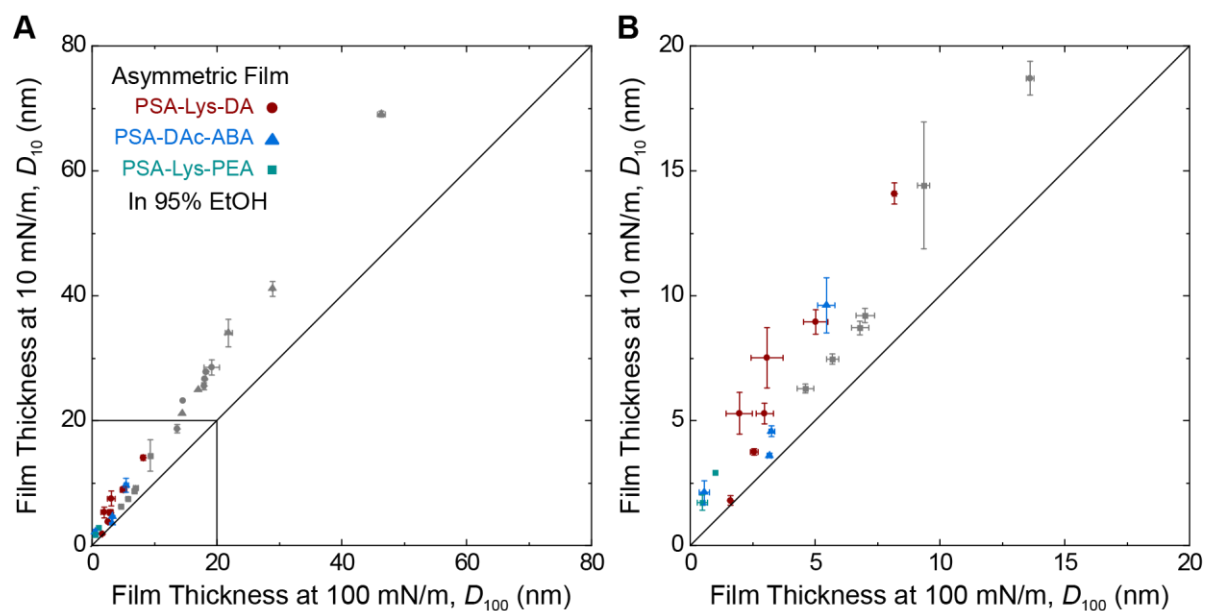 A
80
60
40
20
0
Film Thickness at 10 mN/m, D10 (nm)
Asymmetric Film
PSA-Lys-DA
PSA-DAc-ABA
PSA-Lys-PEA
In 95% EtOH
0 20 40 60 80
Film Thickness at 100 mN/m, D100 (nm)
B
20
15
10
5
0
Film Thickness at 10 mN/m, D10 (nm)
0 5 10 15 20
Film Thickness at 100 mN/m, D100 (nm)